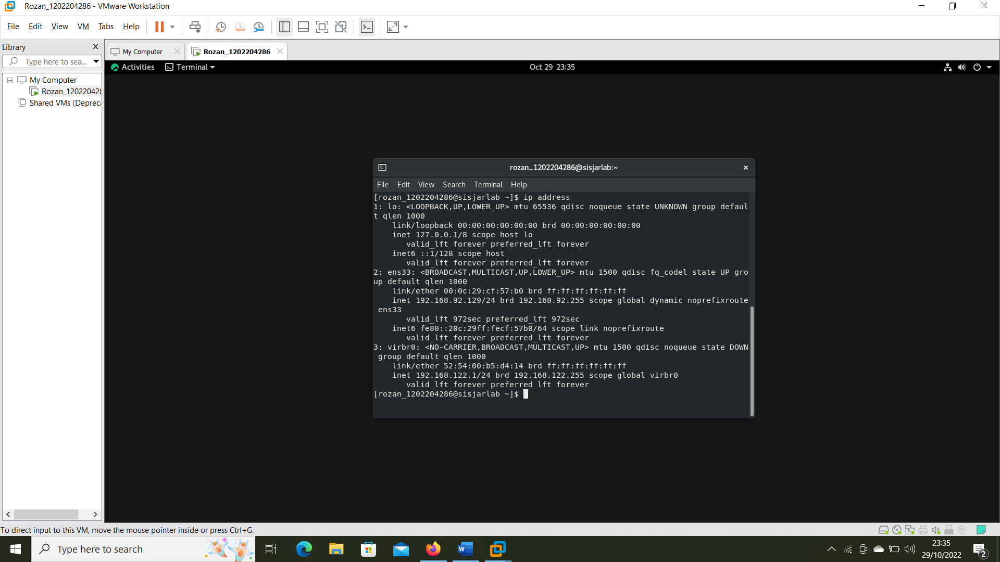 Rozan_1202204286 - VMware Workstation
File Edit View VM Tabs Help
Library
Type here to sea...
My Computer
Rozan_120220428
Shared VMs (Depreca
My Computer
Rozan_1202204286
Activities
Terminal
Oct 29 23:35
rozan_1202204286@sisjarlab:~
File Edit View Search Terminal Help
[rozan_1202204286@sisjarlab ~]$ ip address
1: lo: <LOOPBACK,UP,LOWER_UP> mtu 65536 qdisc noqueue state UNKNOWN group defaul
t qlen 1000
    link/loopback 00:00:00:00:00:00 brd 00:00:00:00:00:00
    inet 127.0.0.1/8 scope host lo
       valid_lft forever preferred_lft forever
    inet6 ::1/128 scope host
       valid_lft forever preferred_lft forever
2: ens33: <BROADCAST,MULTICAST,UP,LOWER_UP> mtu 1500 qdisc fq_codel state UP gro
up default qlen 1000
    link/ether 00:0c:29:cf:57:b0 brd ff:ff:ff:ff:ff:ff
    inet 192.168.92.129/24 brd 192.168.92.255 scope global dynamic noprefixroute
 ens33
       valid_lft 972sec preferred_lft 972sec
    inet6 fe80::20c:29ff:fecf:57b0/64 scope link noprefixroute
       valid_lft forever preferred_lft forever
3: virbr0: <NO-CARRIER,BROADCAST,MULTICAST,UP> mtu 1500 qdisc noqueue state DOWN
 group default qlen 1000
    link/ether 52:54:00:b5:d4:14 brd ff:ff:ff:ff:ff:ff
    inet 192.168.122.1/24 brd 192.168.122.255 scope global virbr0
       valid_lft forever preferred_lft forever
[rozan_1202204286@sisjarlab ~]$
To direct input to this VM, move the mouse pointer inside or press Ctrl+G.
Type here to search
23:35
29/10/2022
2